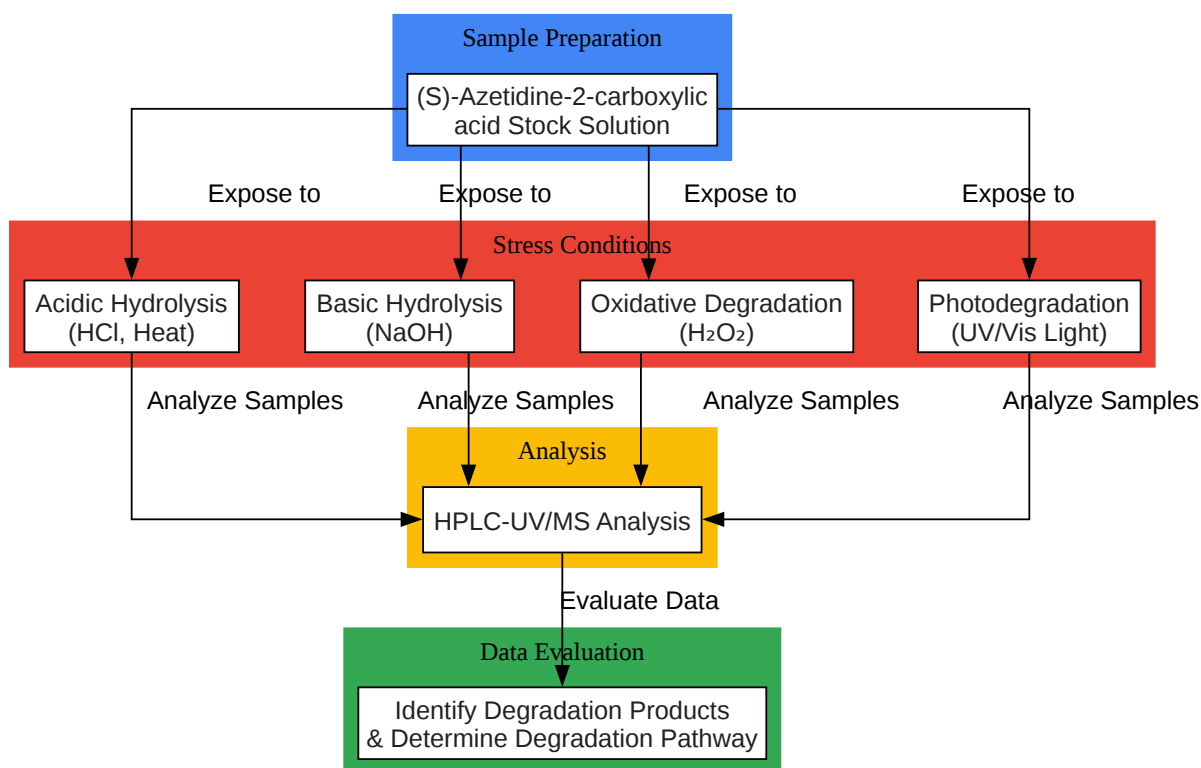 Sample Preparation
(S)-Azetidine-2-carboxylic
acid Stock Solution
Expose to
Expose to
Expose to
Expose to
Stress Conditions
Acidic Hydrolysis
(HCl, Heat)
Basic Hydrolysis
(NaOH)
Oxidative Degradation
(H₂O₂)
Photodegradation
(UV/Vis Light)
Analyze Samples
Analyze Samples
Analyze Samples
Analyze Samples
Analysis
HPLC-UV/MS Analysis
Evaluate Data
Data Evaluation
Identify Degradation Products
& Determine Degradation Pathway